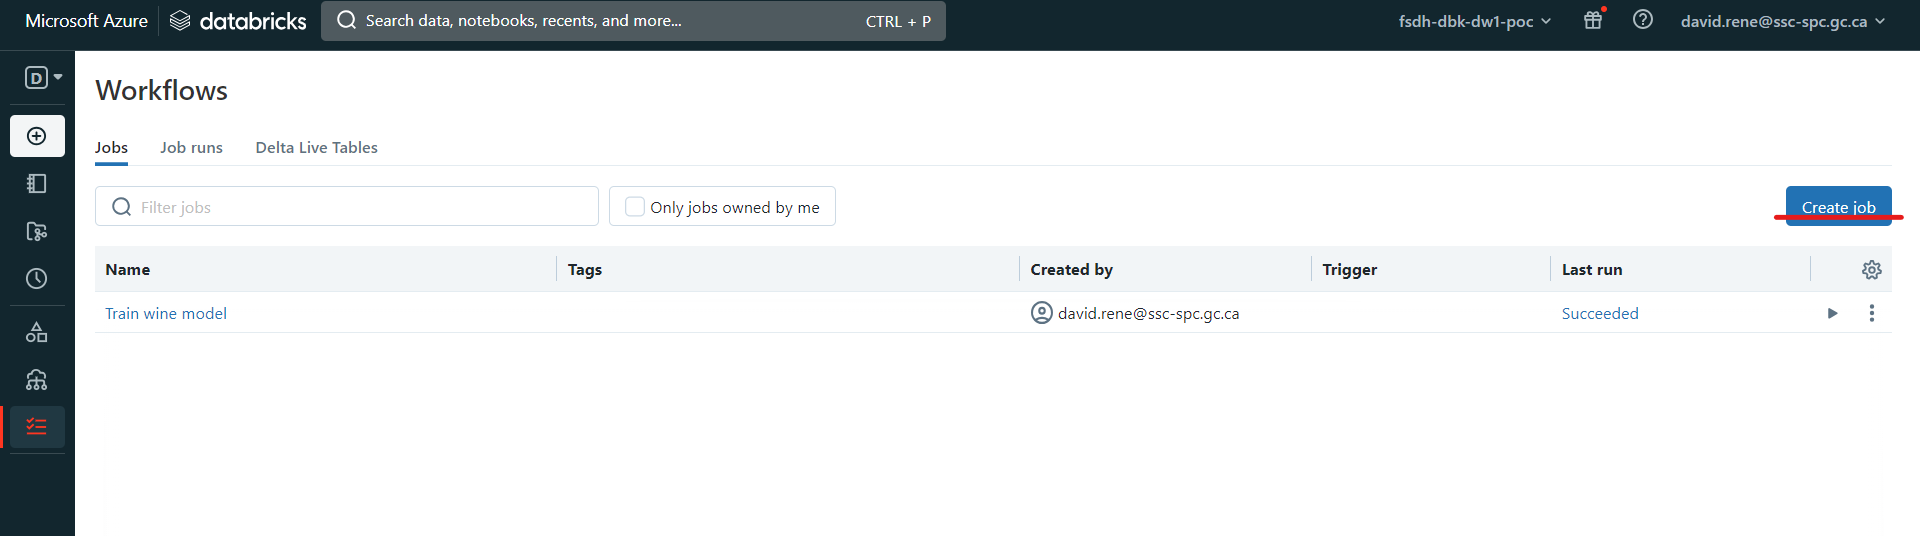 Microsoft Azure databricks Search data, notebooks, recents, and more... CTRL + P fsdh-dbk-dw1-poc david.rene@ssc-spc.gc.ca
D
Workflows
Jobs Job runs Delta Live Tables
Filter jobs Only jobs owned by me Create job
Name Tags Created by Trigger Last run
Train wine model david.rene@ssc-spc.gc.ca Succeeded